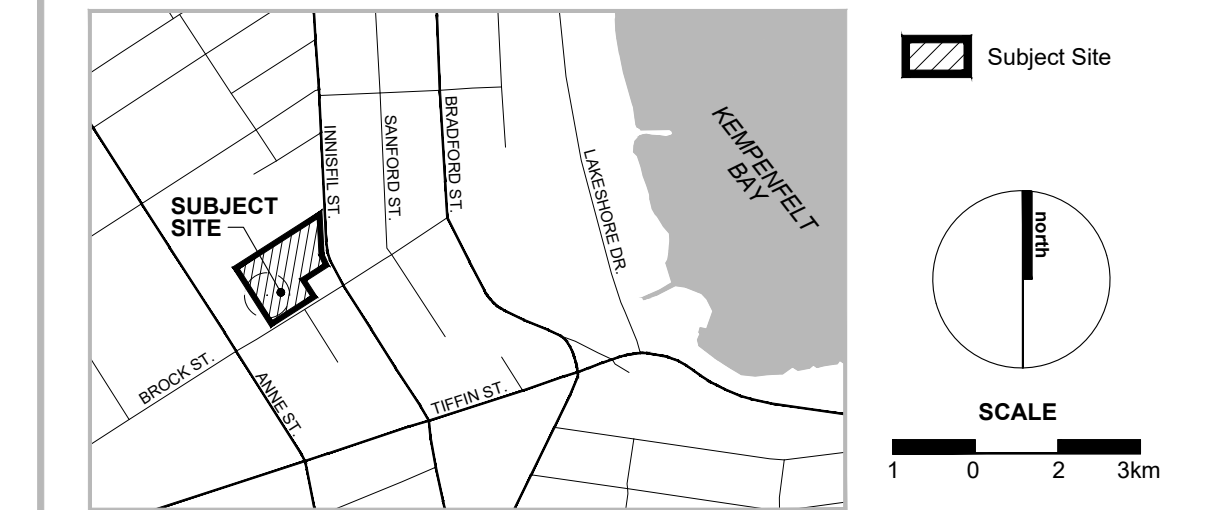 INNISFIL ST.
SANFORD ST.
BRADFORD ST.
LAKESHORE DR.
KEMPENFELT
BAY
SUBJECT
SITE
BROCK ST.
ANNE ST.
TIFFIN ST.
Subject Site
north
SCALE
1 0 2 3km